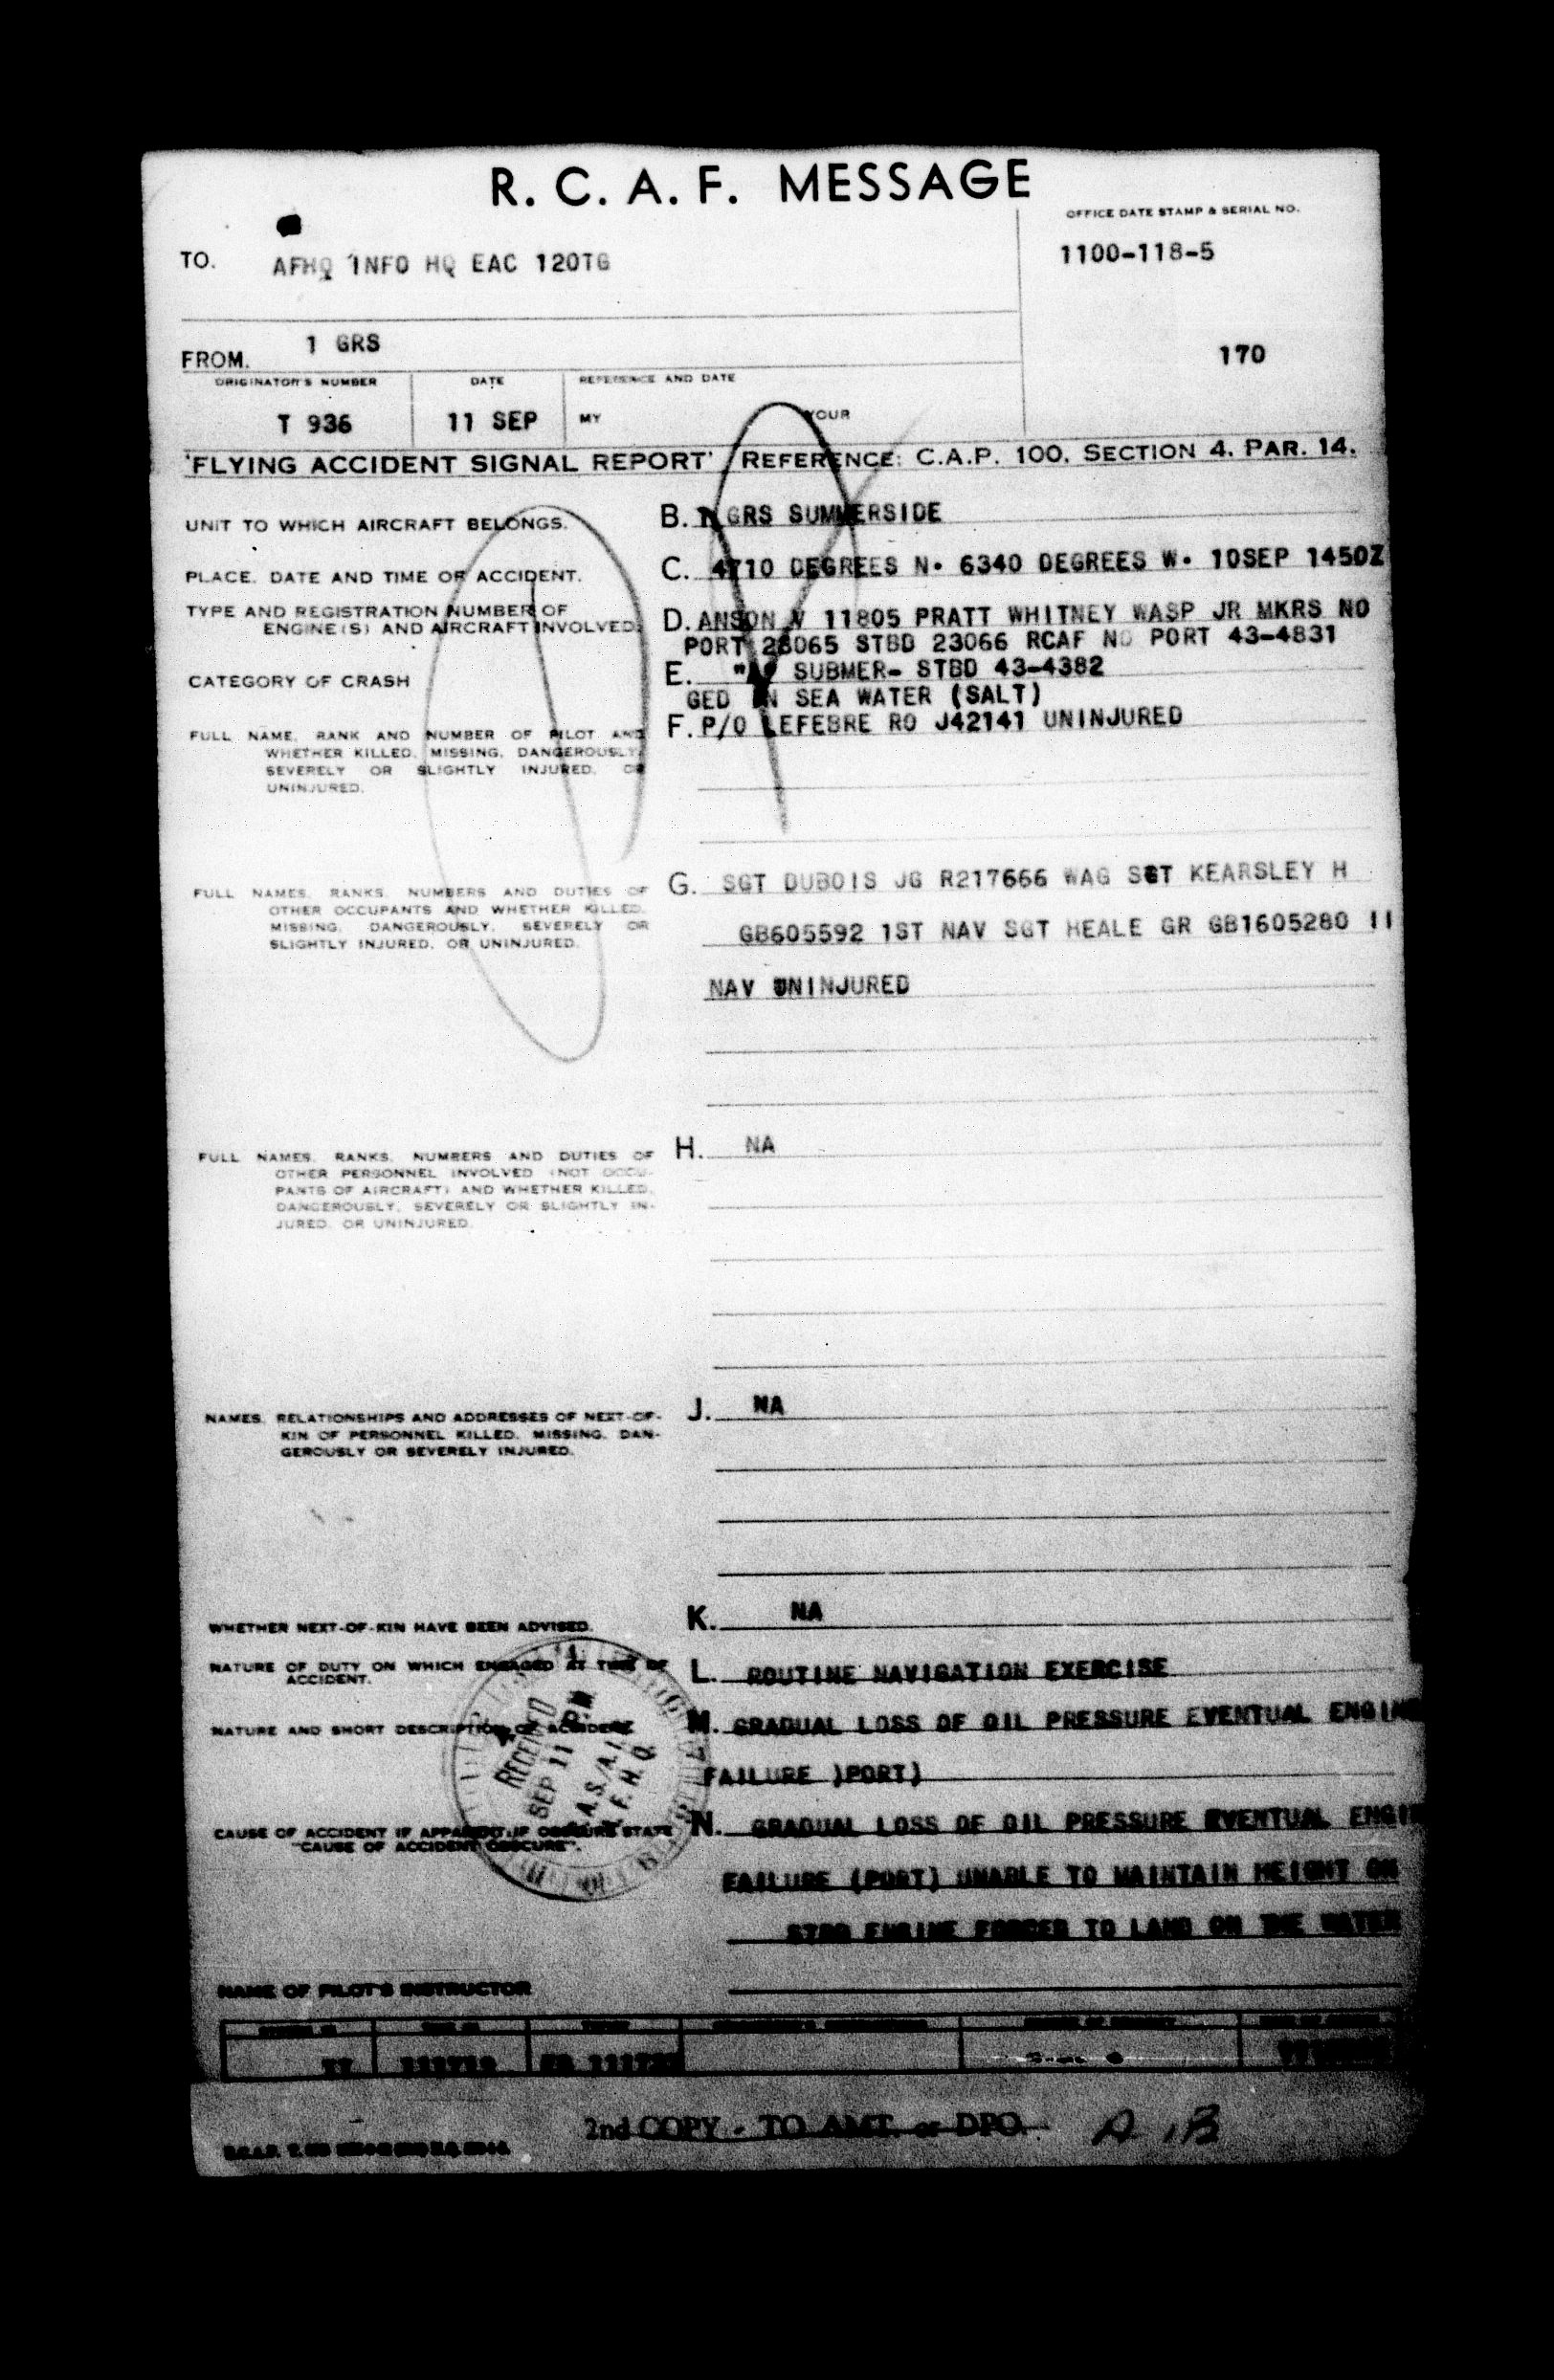 R. C. A. F. MESSAGE
OFFICE DATE STAMP & SERIAL NO.
TO. AFHQ INFO HQ EAC 12OTG
1100-118-5
FROM. 1 GRS
170
ORIGINATOR'S NUMBER DATE REFERENCE AND DATE
T 936 11 SEP MY YOUR
'FLYING ACCIDENT SIGNAL REPORT' REFERENCE: C.A.P. 100. SECTION 4. PAR. 14.
UNIT TO WHICH AIRCRAFT BELONGS. B. 1 GRS SUMMERSIDE
PLACE. DATE AND TIME OF ACCIDENT. C. 4710 DEGREES N. 6340 DEGREES W. 10SEP 1450Z
TYPE AND REGISTRATION NUMBER OF
ENGINE(S) AND AIRCRAFT INVOLVED.
D. ANSON V 11805 PRATT WHITNEY WASP JR MKRS NO
PORT 23065 STBD 23066 RCAF NO PORT 43-4831
CATEGORY OF CRASH E. "A" SUBMER- STBD 43-4382
GED IN SEA WATER (SALT)
FULL NAME, RANK AND NUMBER OF PILOT AND
WHETHER KILLED, MISSING, DANGEROUSLY,
SEVERELY OR SLIGHTLY INJURED, OR
UNINJURED.
F. P/O LEFEBRE RO J42141 UNINJURED
FULL NAMES, RANKS, NUMBERS AND DUTIES OF
OTHER OCCUPANTS AND WHETHER KILLED,
MISSING, DANGEROUSLY, SEVERELY OR
SLIGHTLY INJURED, OR UNINJURED.
G. SGT DUBOIS JG R217666 WAG SGT KEARSLEY H
GB605592 1ST NAV SGT HEALE GR GB1605280 II
NAV UNINJURED
FULL NAMES, RANKS, NUMBERS AND DUTIES OF
OTHER PERSONNEL INVOLVED (NOT OCCU-
PANTS OF AIRCRAFT) AND WHETHER KILLED,
DANGEROUSLY, SEVERELY OR SLIGHTLY IN-
JURED, OR UNINJURED.
H. NA
NAMES, RELATIONSHIPS AND ADDRESSES OF NEXT-OF-
KIN OF PERSONNEL KILLED, MISSING, DAN-
GEROUSLY OR SEVERELY INJURED.
J. NA
WHETHER NEXT-OF-KIN HAVE BEEN ADVISED. K. NA
NATURE OF DUTY ON WHICH ENGAGED AT TIME OF
ACCIDENT.
L. ROUTINE NAVIGATION EXERCISE
NATURE AND SHORT DESCRIPTION OF ACCIDENT M. GRADUAL LOSS OF OIL PRESSURE EVENTUAL ENGINE
FAILURE )PORT)
RECEIVED
SEP 11
A.F.H.Q.
CAUSE OF ACCIDENT IF APPARENT, IF OBSCURE STATE
"CAUSE OF ACCIDENT OBSCURE".
N. GRADUAL LOSS OF OIL PRESSURE EVENTUAL ENGINE
FAILURE (PORT) UNABLE TO MAINTAIN HEIGHT ON
STBD ENGINE FORCED TO LAND ON THE WATER
NAME OF PILOT'S INSTRUCTOR
2nd COPY - TO AMT. or DPO. A.I.B